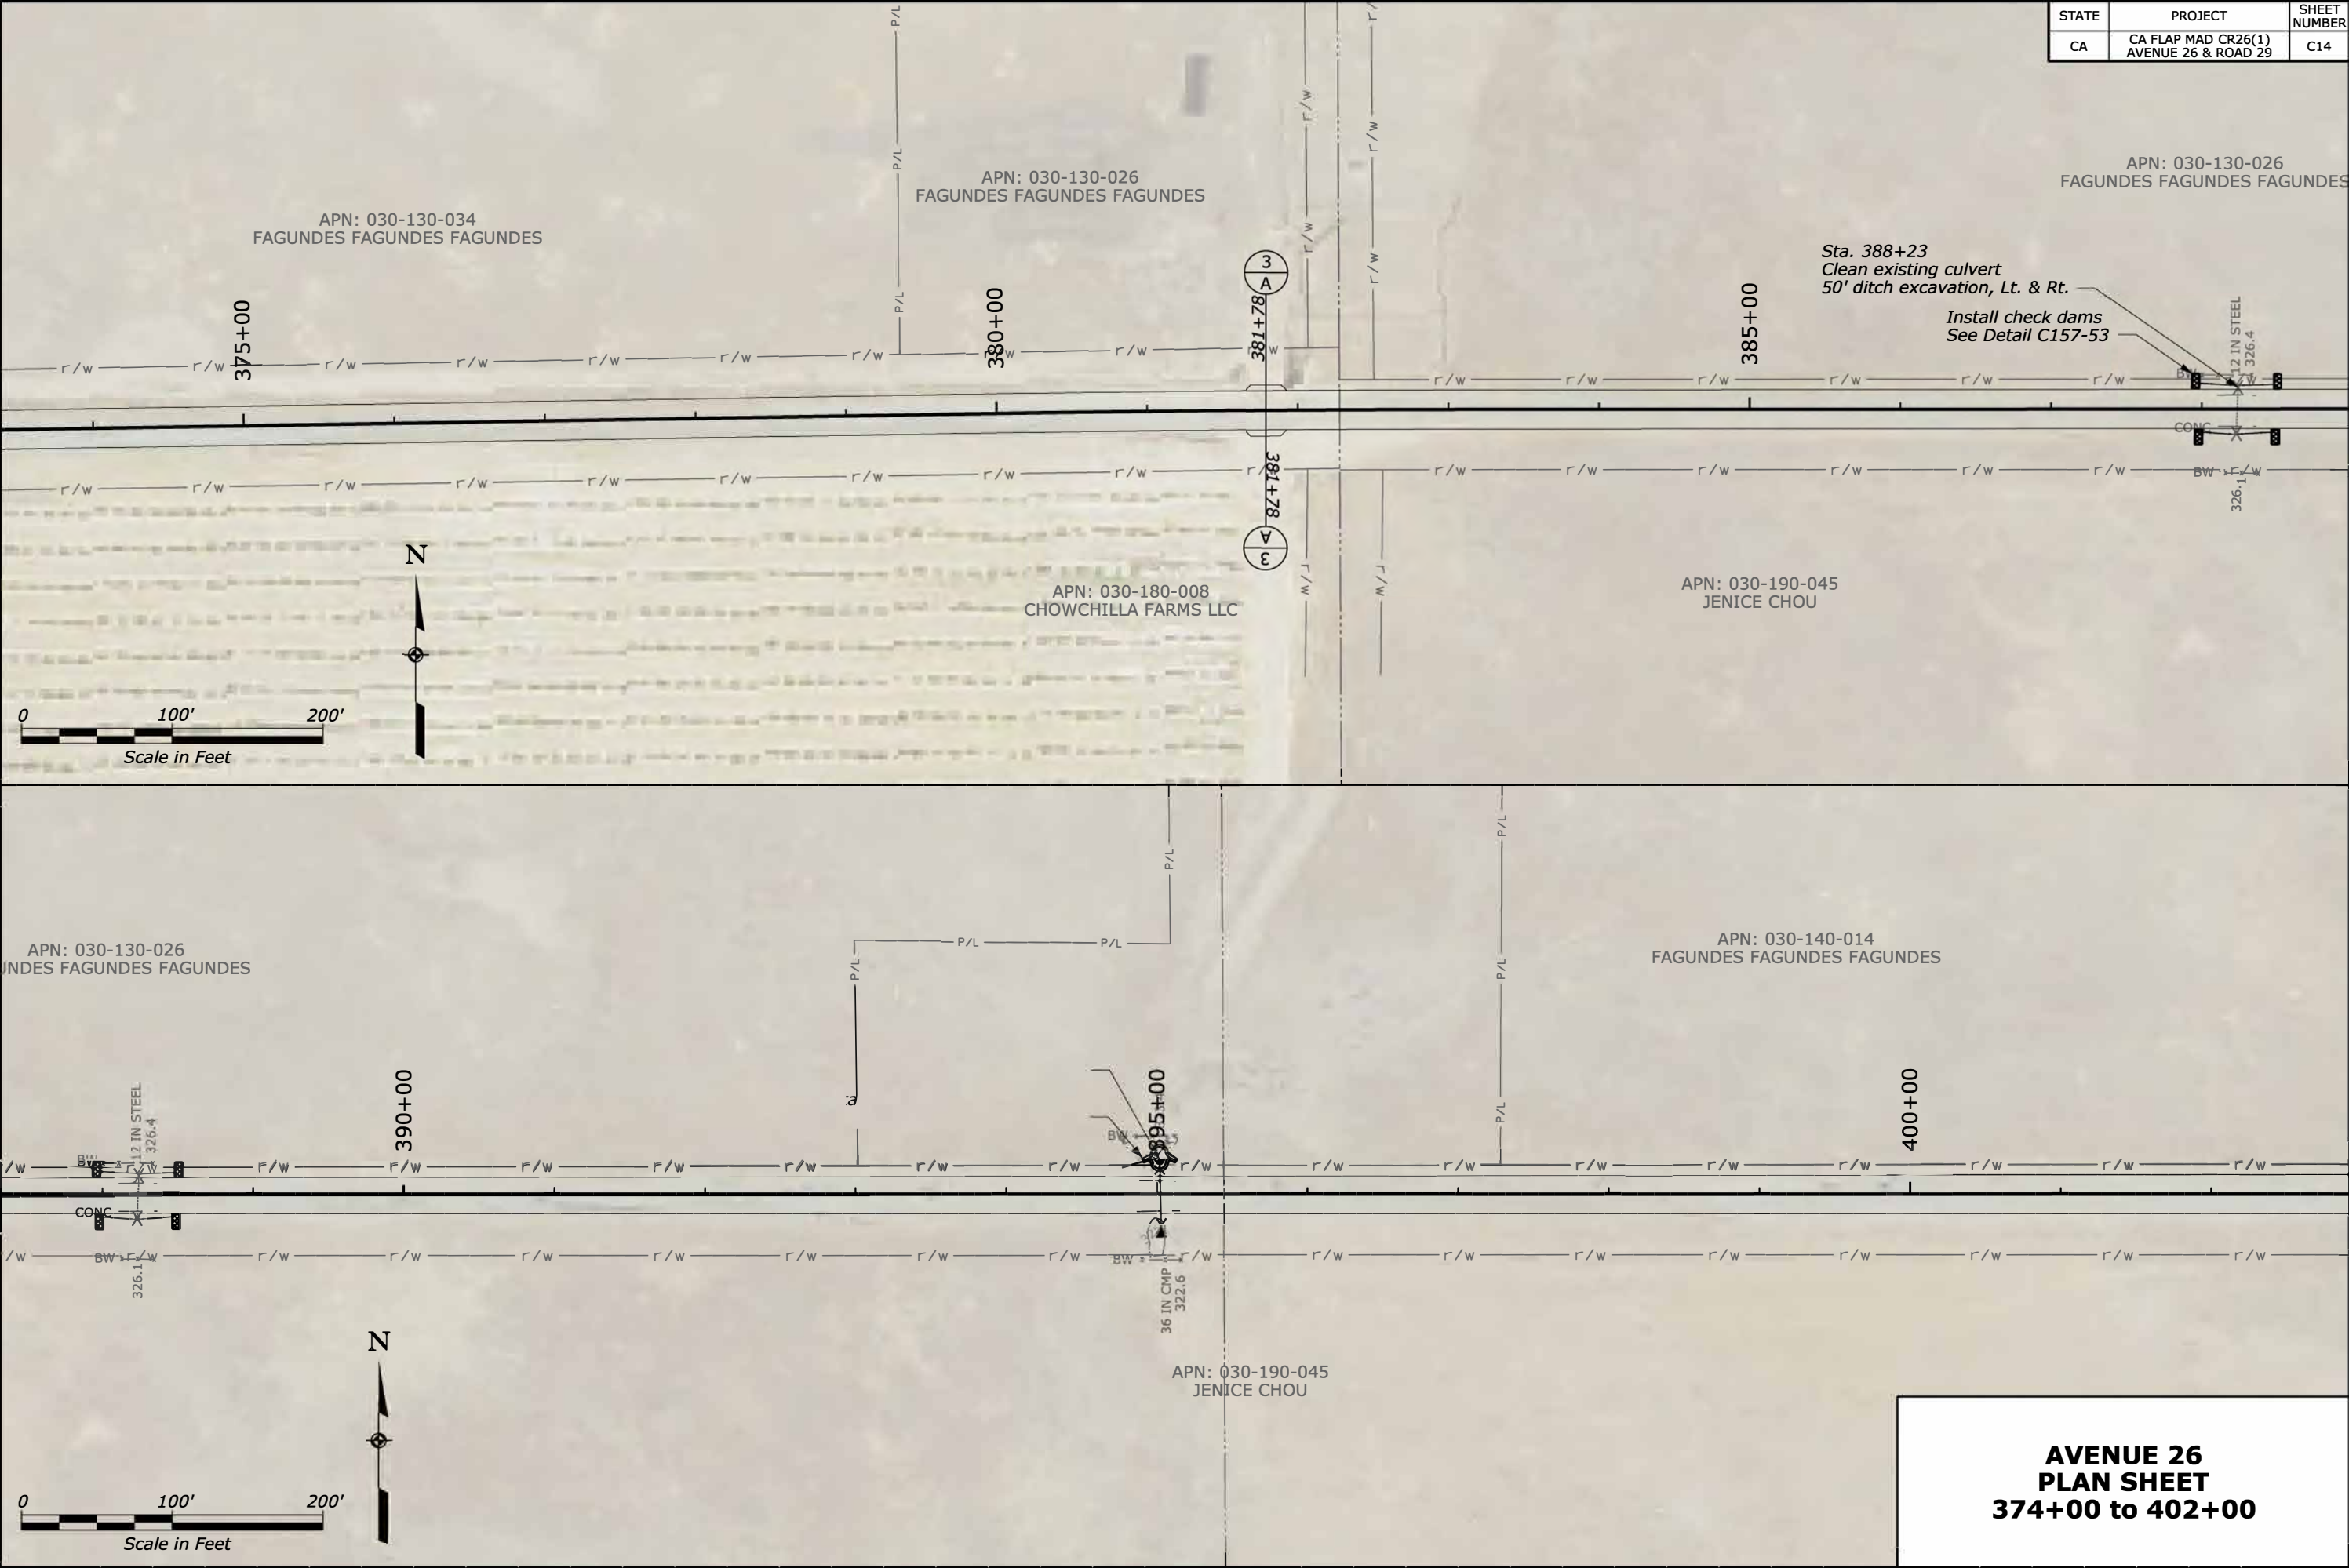 STATE
PROJECT
SHEET
NUMBER
CA
CA FLAP MAD CR26(1)
AVENUE 26 & ROAD 29
C14
P/L
P/L
P/L
r/w
r/w
r/w
r/w
r/w
APN: 030-130-034
FAGUNDES FAGUNDES FAGUNDES
APN: 030-130-026
FAGUNDES FAGUNDES FAGUNDES
APN: 030-130-026
FAGUNDES FAGUNDES FAGUNDES
Sta. 388+23
Clean existing culvert
50' ditch excavation, Lt. & Rt.
Install check dams
See Detail C157-53
3
A
381+78
375+00
380+00
385+00
12 IN STEEL
326.4
r/w r/w r/w r/w r/w r/w r/w r/w r/w
r/w r/w r/w r/w r/w r/w
CONC
r/w r/w r/w r/w r/w r/w r/w r/w r/w
r/w r/w r/w r/w r/w r/w
BW r/w
326.1
381+78
A
3
r/w
r/w
N
APN: 030-180-008
CHOWCHILLA FARMS LLC
APN: 030-190-045
JENICE CHOU
0 100' 200'
Scale in Feet
P/L
P/L
P/L P/L
P/L
P/L
P/L
APN: 030-130-026
UNDES FAGUNDES FAGUNDES
APN: 030-140-014
FAGUNDES FAGUNDES FAGUNDES
12 IN STEEL
326.4
390+00
395+00
400+00
a
BW
/w r/w r/w r/w r/w r/w r/w r/w r/w r/w r/w r/w r/w r/w r/w r/w r/w
CONC
/w BW r/w r/w r/w r/w r/w r/w r/w r/w BW r/w r/w r/w r/w r/w r/w r/w r/w r/w
326.1
36 IN CMP
322.6
N
APN: 030-190-045
JENICE CHOU
0 100' 200'
Scale in Feet
AVENUE 26
PLAN SHEET
374+00 to 402+00